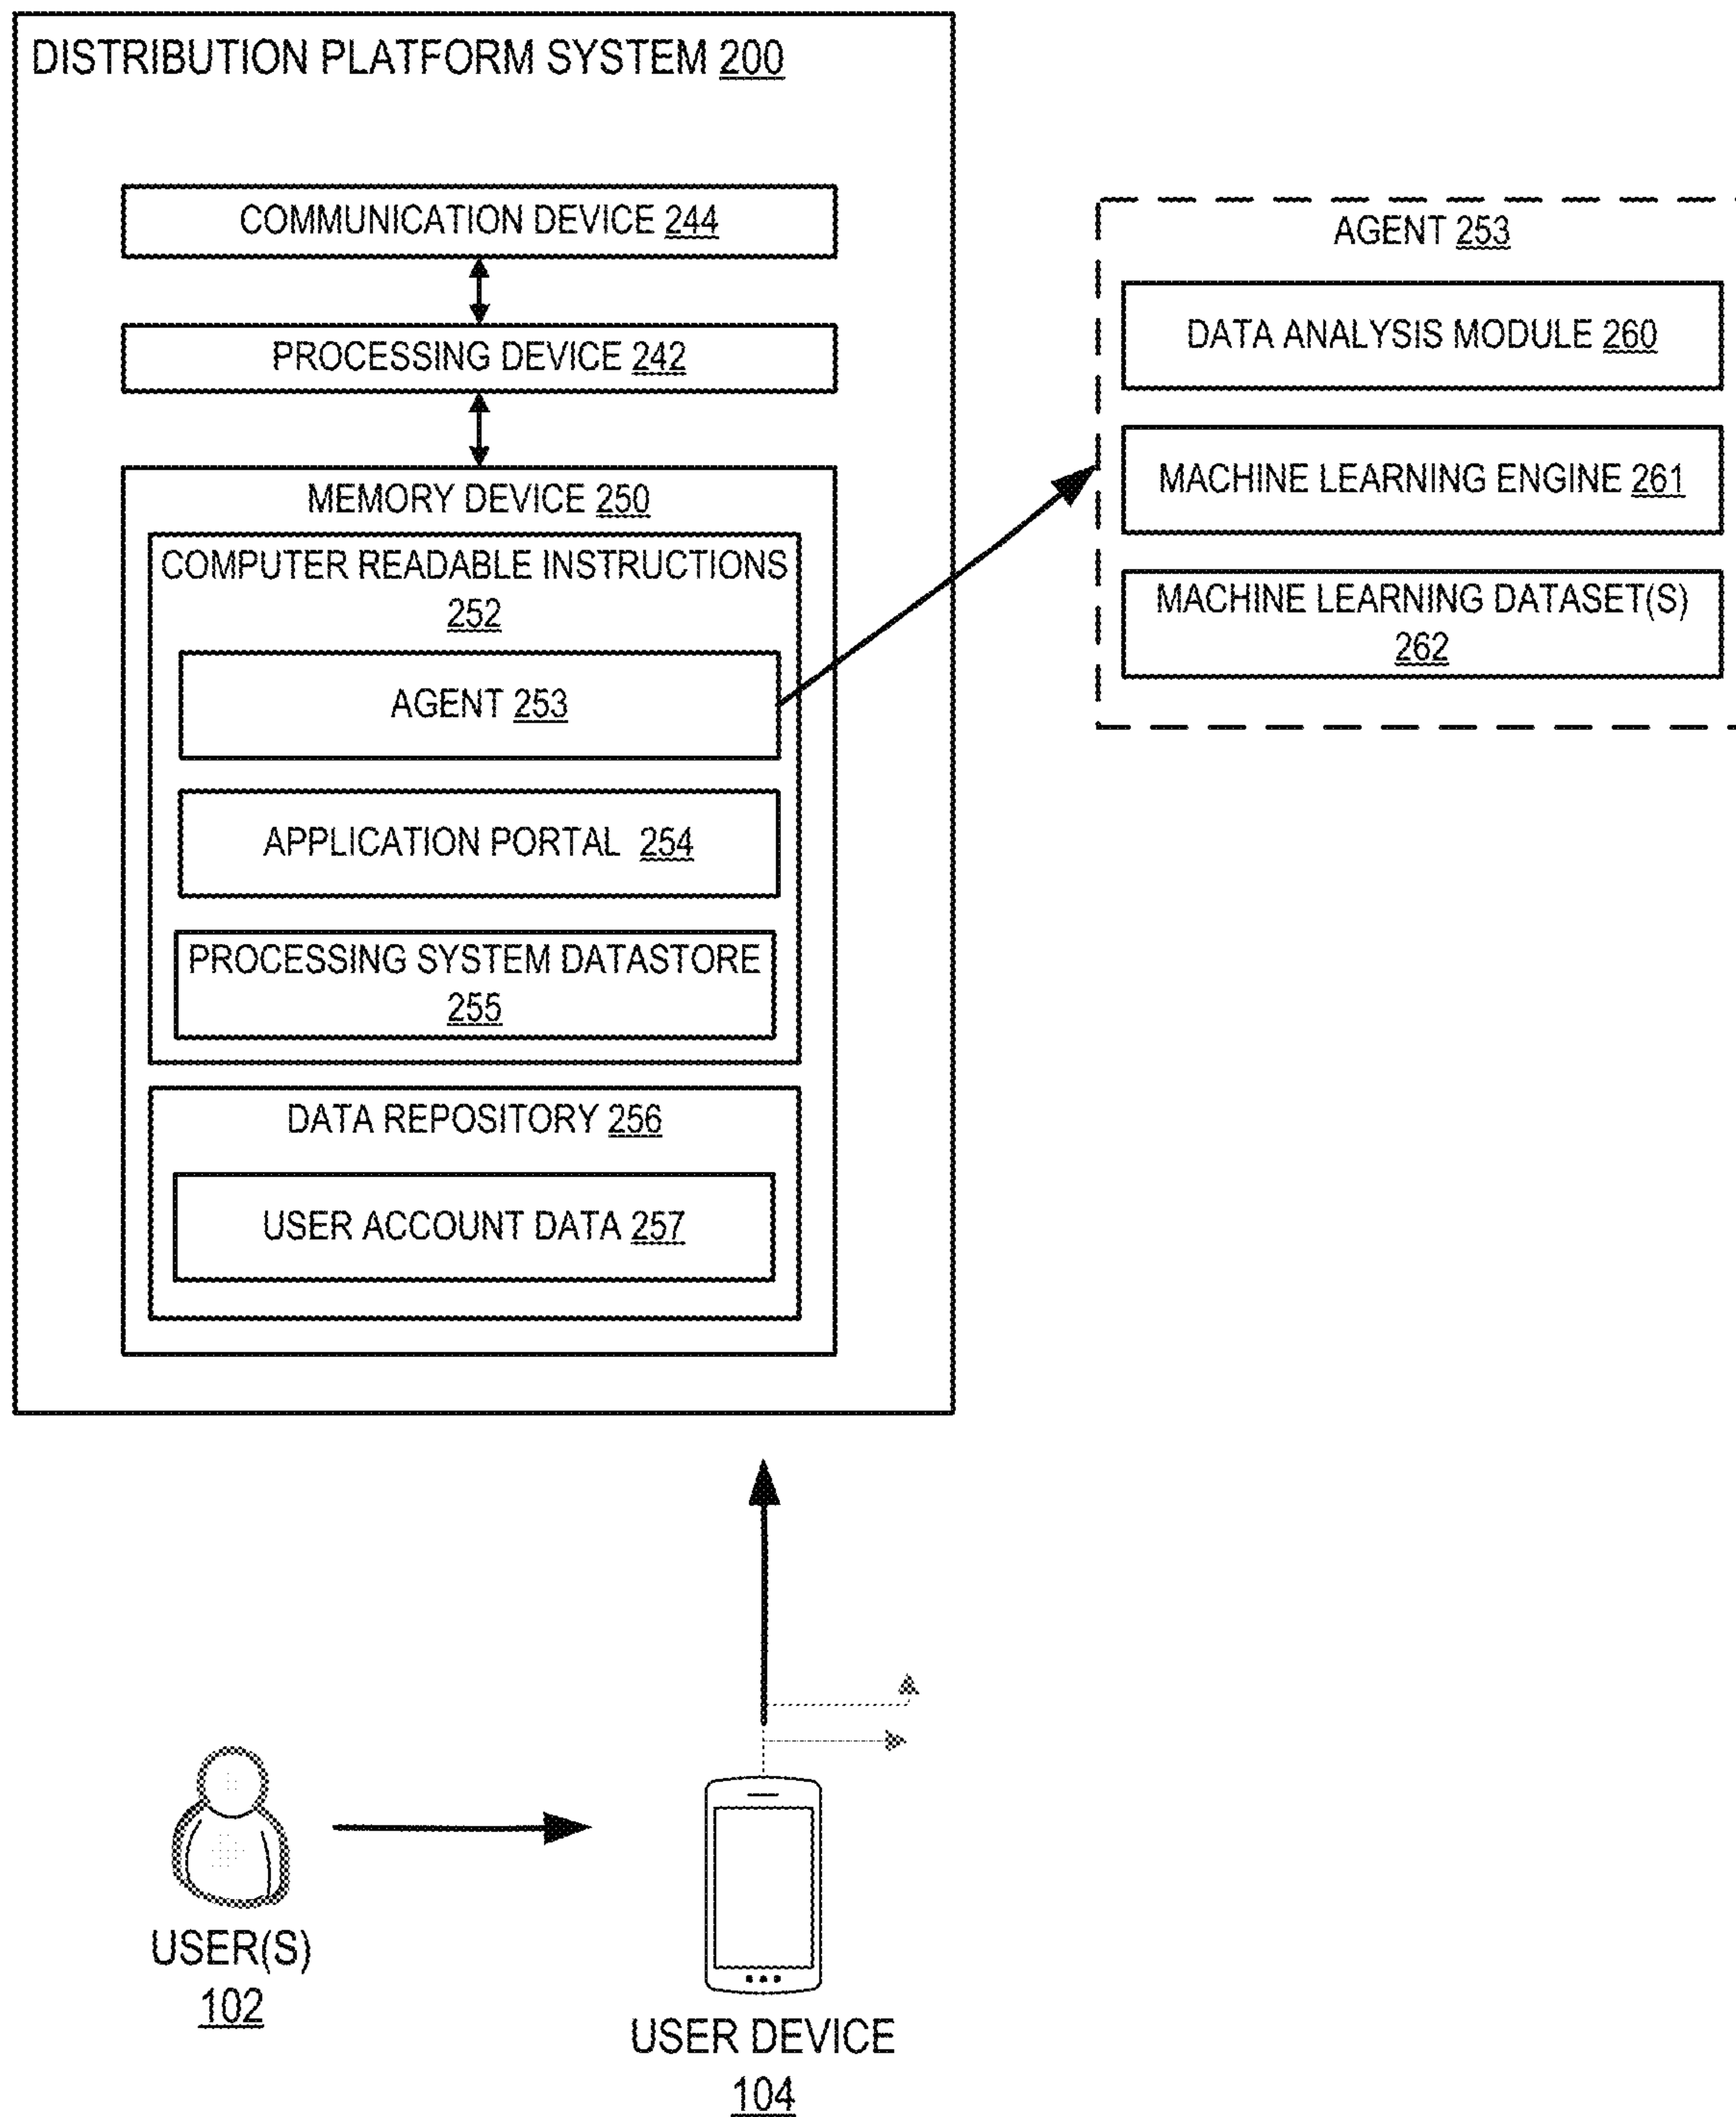 DISTRIBUTION PLATFORM SYSTEM 200
COMMUNICATION DEVICE 244
PROCESSING DEVICE 242
MEMORY DEVICE 250
COMPUTER READABLE INSTRUCTIONS
252
AGENT 253
APPLICATION PORTAL 254
PROCESSING SYSTEM DATASTORE
255
DATA REPOSITORY 256
USER ACCOUNT DATA 257
AGENT 253
DATA ANALYSIS MODULE 260
MACHINE LEARNING ENGINE 261
MACHINE LEARNING DATASET(S)
262
USER(S)
102
USER DEVICE
104